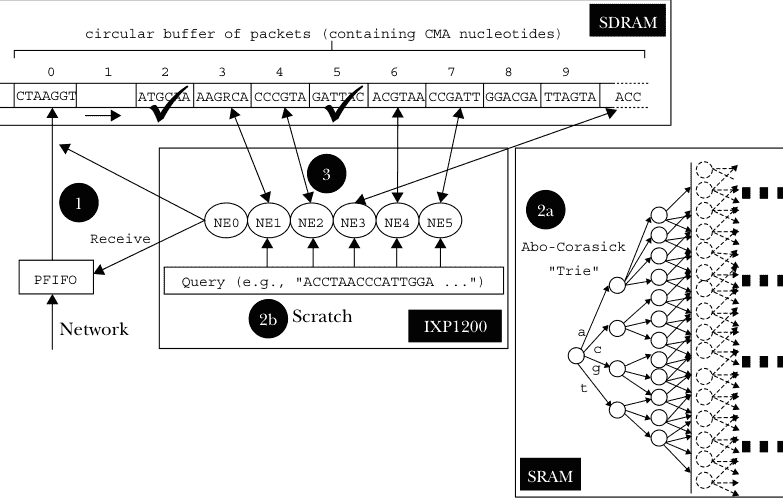 SDRAM
circular buffer of packets (containing CMA nucleotides)
0 1 2 3 4 5 6 7 8 9
CTAAGGT ATGCAA AAGRCA CCCGTA GATTAC ACGTAA CCGATT GGACGA TTAGTA ACC
1
3
2a
NE0 NE1 NE2 NE3 NE4 NE5
Receive
Abo-Corasick
"Trie"
PFIFO
Query (e.g., "ACCTAACCCATTGGA ...")
Network
2b Scratch
IXP1200
a
c
g
t
SRAM